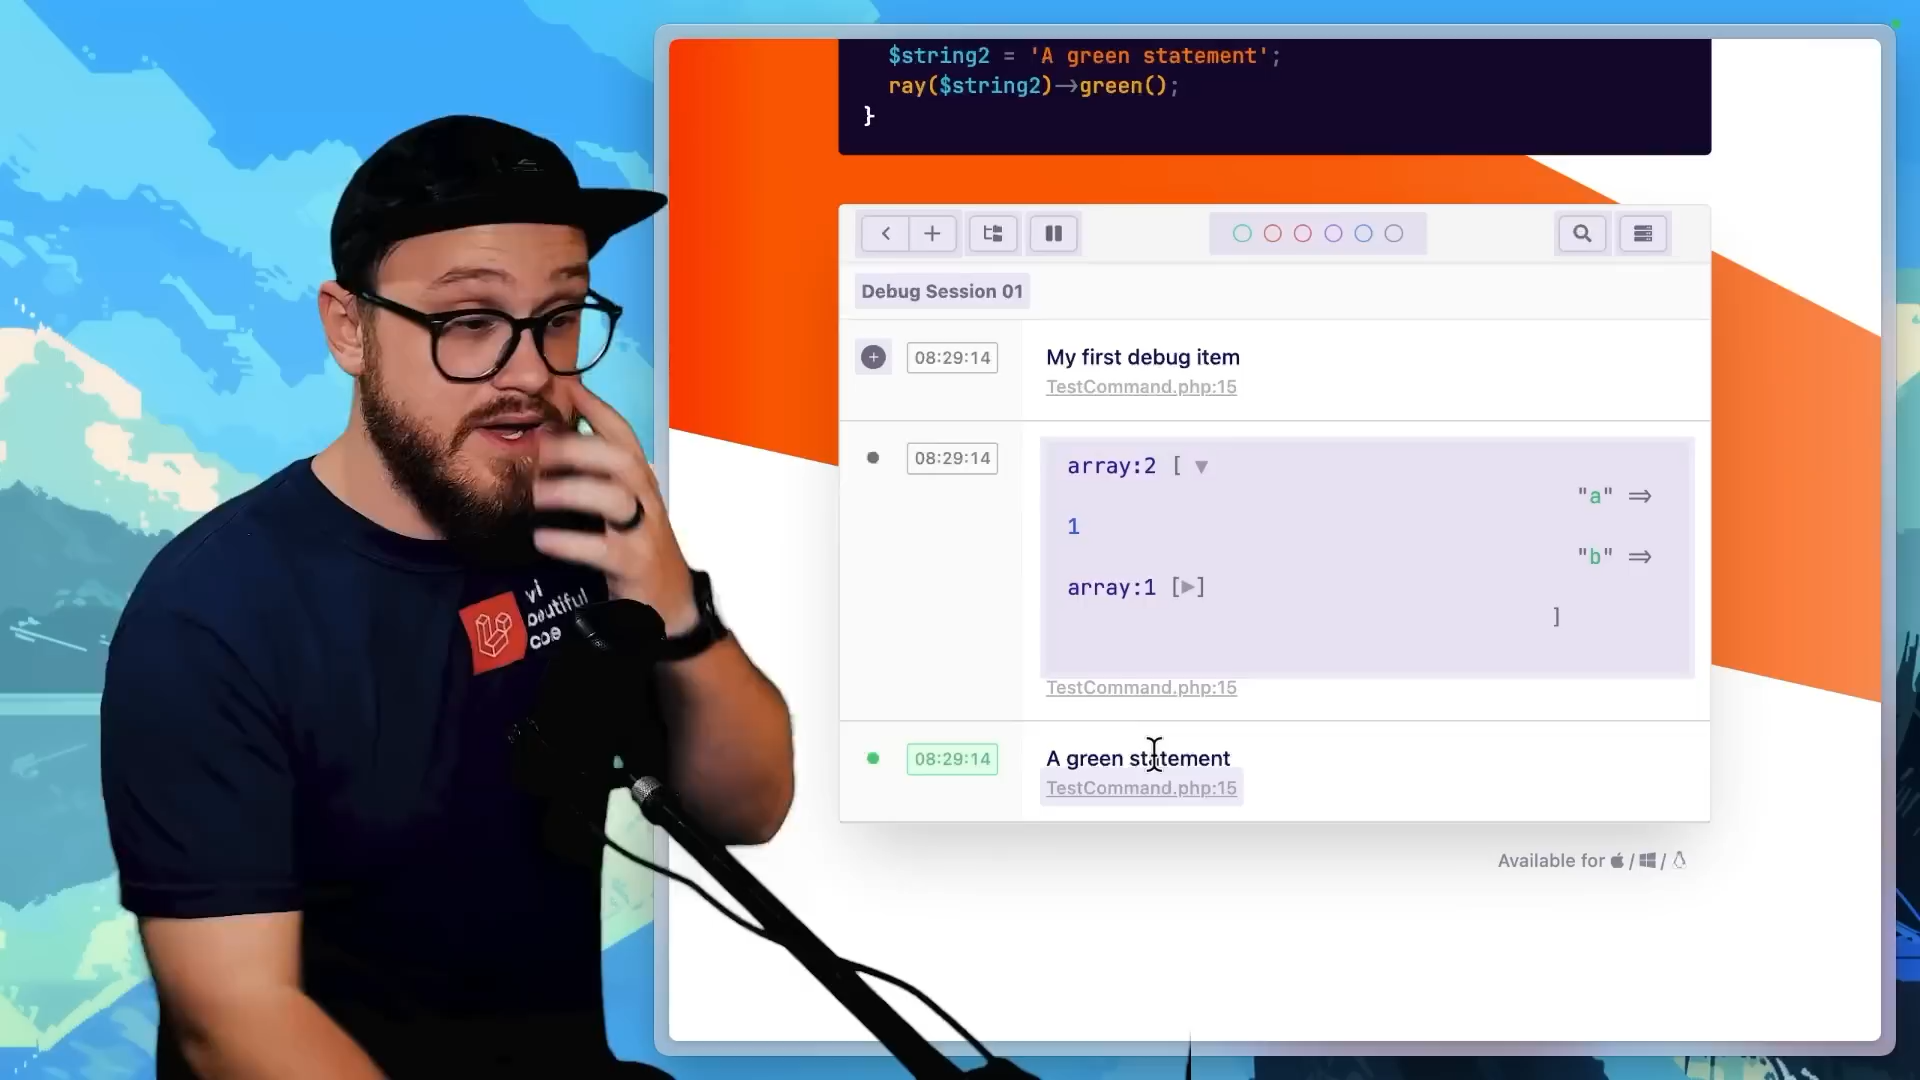 $string2 = 'A green statement';
ray($string2)→green();
}
Debug Session 01
08:29:14
My first debug item
TestCommand.php:15
08:29:14
array:2 [ ▼
"a" ⇒
1
"b" ⇒
array:1 [▶]
]
TestCommand.php:15
08:29:14
A green statement
TestCommand.php:15
Available for / /